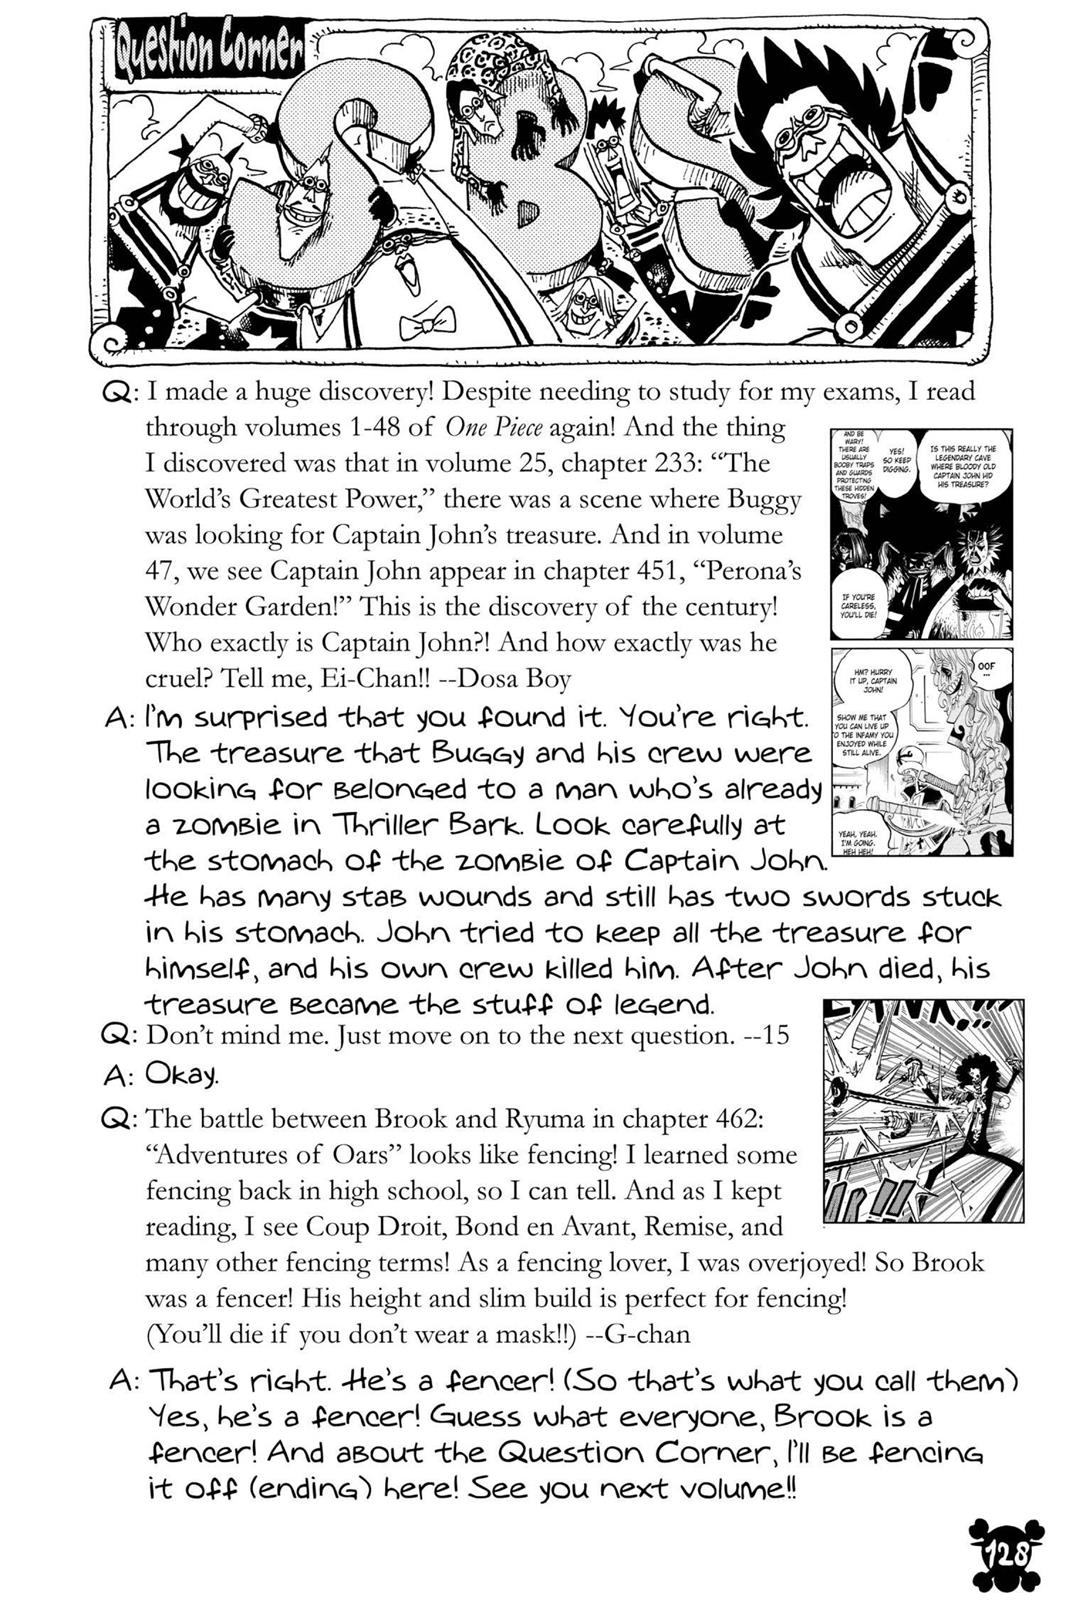 Question Corner
SBS
Q: I made a huge discovery! Despite needing to study for my exams, I read
through volumes 1-48 of One Piece again! And the thing
I discovered was that in volume 25, chapter 233: “The
World’s Greatest Power,” there was a scene where Buggy
was looking for Captain John’s treasure. And in volume
47, we see Captain John appear in chapter 451, “Perona’s
Wonder Garden!” This is the discovery of the century!
Who exactly is Captain John?! And how exactly was he
cruel? Tell me, Ei-Chan!! --Dosa Boy
IS THIS REALLY THE
LEGENDARY CAVE
WHERE BLOODY OLD
CAPTAIN JOHN HID
HIS TREASURE?
YES!
SO KEEP
DIGGING.
AND BE
WARY!
THERE ARE
USUALLY
BOOBY TRAPS
AND GUARDS
PROTECTING
THESE HIDDEN
TROVES!
IF YOU'RE
CARELESS,
YOU'LL DIE!
OOF
...
HM? HURRY
IT UP, CAPTAIN
JOHN!
SHOW ME THAT
YOU CAN LIVE UP
TO THE INFAMY YOU
ENJOYED WHILE
STILL ALIVE.
YEAH, YEAH.
I'M GOING.
HEH HEH!
A: I'm surprised that you found it. You're right.
The treasure that Buggy and his crew were
looking for belonged to a man who's already
a zombie in Thriller Bark. Look carefully at
the stomach of the zombie of Captain John.
He has many stab wounds and still has two swords stuck
in his stomach. John tried to keep all the treasure for
himself, and his own crew killed him. After John died, his
treasure became the stuff of legend.
Q: Don’t mind me. Just move on to the next question. --15
A: Okay.
Q: The battle between Brook and Ryuma in chapter 462:
“Adventures of Oars” looks like fencing! I learned some
fencing back in high school, so I can tell. And as I kept
reading, I see Coup Droit, Bond en Avant, Remise, and
many other fencing terms! As a fencing lover, I was overjoyed! So Brook
was a fencer! His height and slim build is perfect for fencing!
(You’ll die if you don’t wear a mask!!) --G-chan
A: That's right. He's a fencer! (So that's what you call them)
Yes, he's a fencer! Guess what everyone, Brook is a
fencer! And about the Question Corner, I'll be fencing
it off (ending) here! See you next volume!!
128